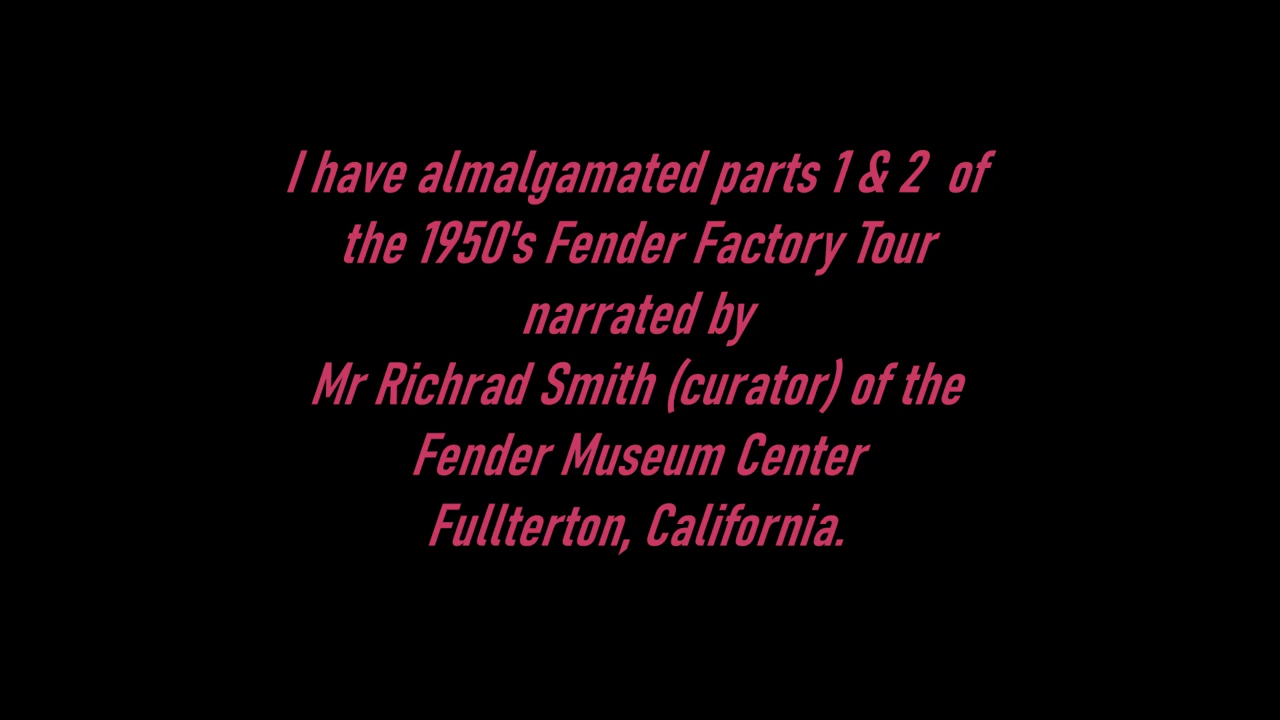 I have almalgamated parts 1 & 2 of
the 1950's Fender Factory Tour
narrated by
Mr Richrad Smith (curator) of the
Fender Museum Center
Fullterton, California.